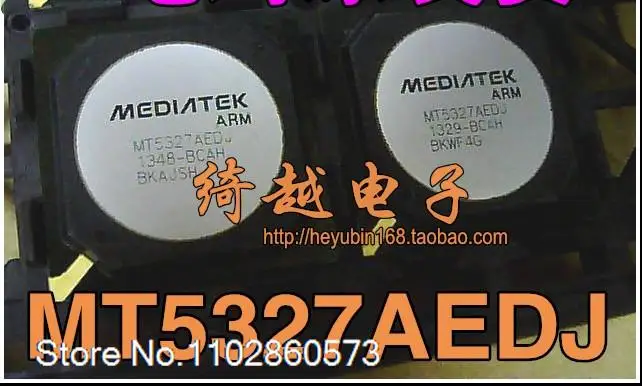 MEDIATEK
ARM
MT5327AEDJ
1348-BCAH
BKAJSH
MEDIATEK
ARM
MT5327AEDJ
1329-BCAH
BKWF4G
绮越电子
http://heyubin168.taobao.com
MT5327AEDJ
Store No.:1102860573